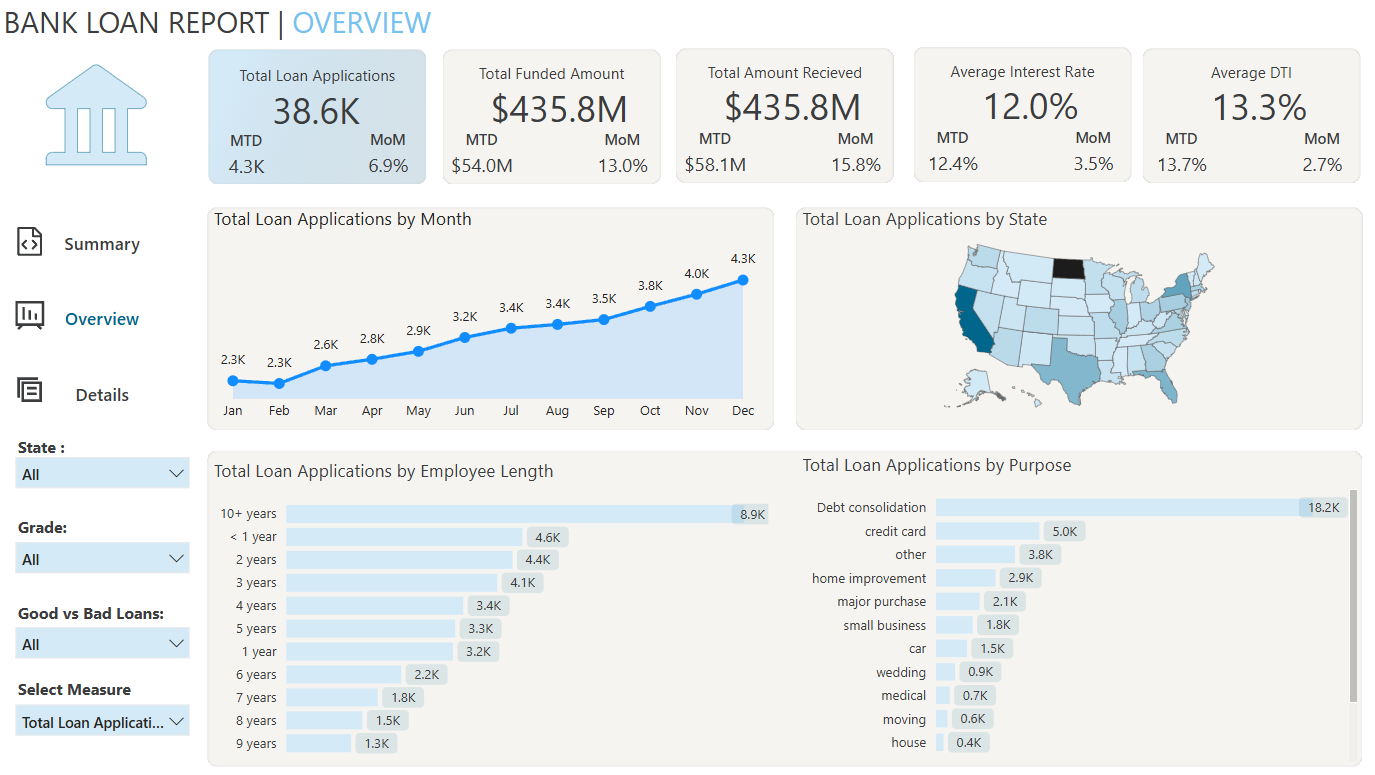 BANK LOAN REPORT | OVERVIEW
Total Loan Applications
38.6K
MTD MoM
4.3K 6.9%
Total Funded Amount
$435.8M
MTD MoM
$54.0M 13.0%
Total Amount Recieved
$435.8M
MTD MoM
$58.1M 15.8%
Average Interest Rate
12.0%
MTD MoM
12.4% 3.5%
Average DTI
13.3%
MTD MoM
13.7% 2.7%
Summary
Overview
Details
State :
All
Grade:
All
Good vs Bad Loans:
All
Select Measure
Total Loan Applicati...
Total Loan Applications by Month
2.3K 2.3K 2.6K 2.8K 2.9K 3.2K 3.4K 3.4K 3.5K 3.8K 4.0K 4.3K
Jan Feb Mar Apr May Jun Jul Aug Sep Oct Nov Dec
Total Loan Applications by State
Total Loan Applications by Employee Length
10+ years 8.9K
< 1 year 4.6K
2 years 4.4K
3 years 4.1K
4 years 3.4K
5 years 3.3K
1 year 3.2K
6 years 2.2K
7 years 1.8K
8 years 1.5K
9 years 1.3K
Total Loan Applications by Purpose
Debt consolidation 18.2K
credit card 5.0K
other 3.8K
home improvement 2.9K
major purchase 2.1K
small business 1.8K
car 1.5K
wedding 0.9K
medical 0.7K
moving 0.6K
house 0.4K